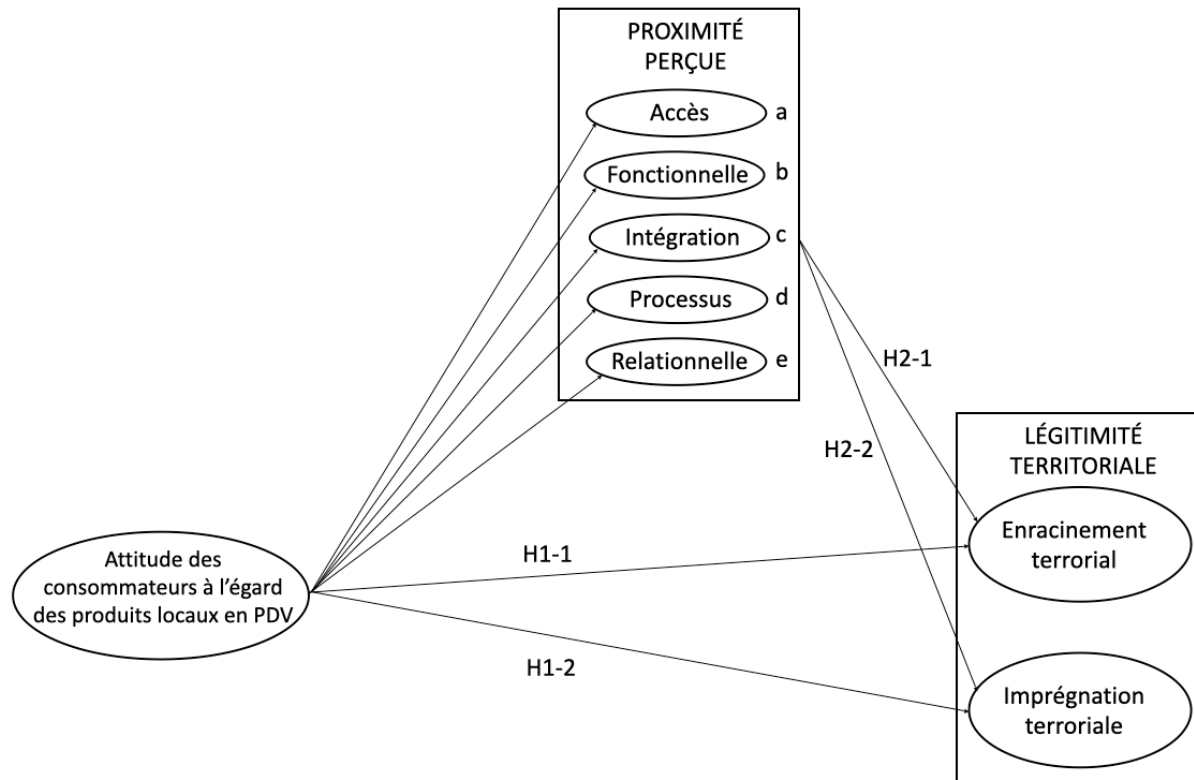 PROXIMITÉ
PERÇUE
Accès a
Fonctionnelle b
Intégration c
Processus d
Relationnelle e
H2-1
H2-2
LÉGITIMITÉ
TERRITORIALE
Enracinement
terrorial
Attitude des
consommateurs à l'égard
des produits locaux en PDV
H1-1
H1-2
Imprégnation
terroriale